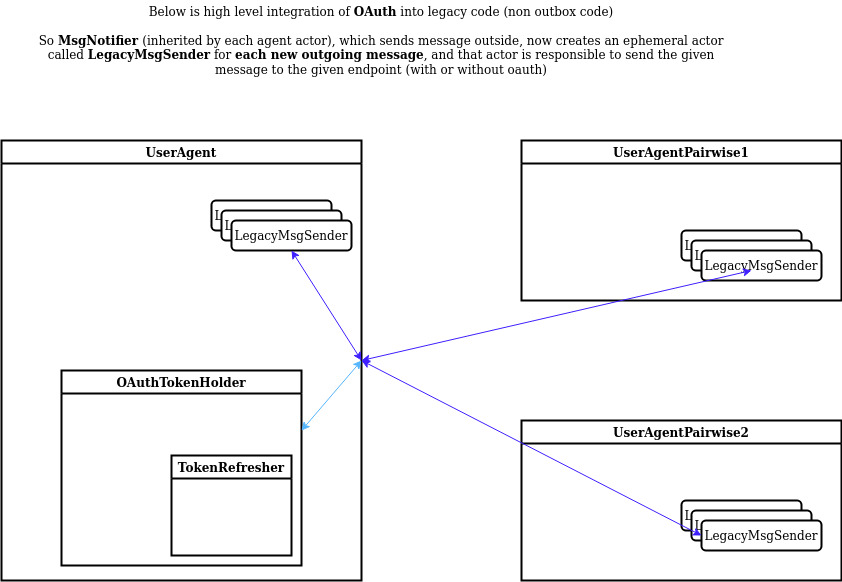 Below is high level integration of OAuth into legacy code (non outbox code)
So MsgNotifier (inherited by each agent actor), which sends message outside, now creates an ephemeral actor
called LegacyMsgSender for each new outgoing message, and that actor is responsible to send the given
message to the given endpoint (with or without oauth)
UserAgent
UserAgentPairwise1
L
L
LegacyMsgSender
L
L
LegacyMsgSender
OAuthTokenHolder
TokenRefresher
UserAgentPairwise2
L
L
LegacyMsgSender